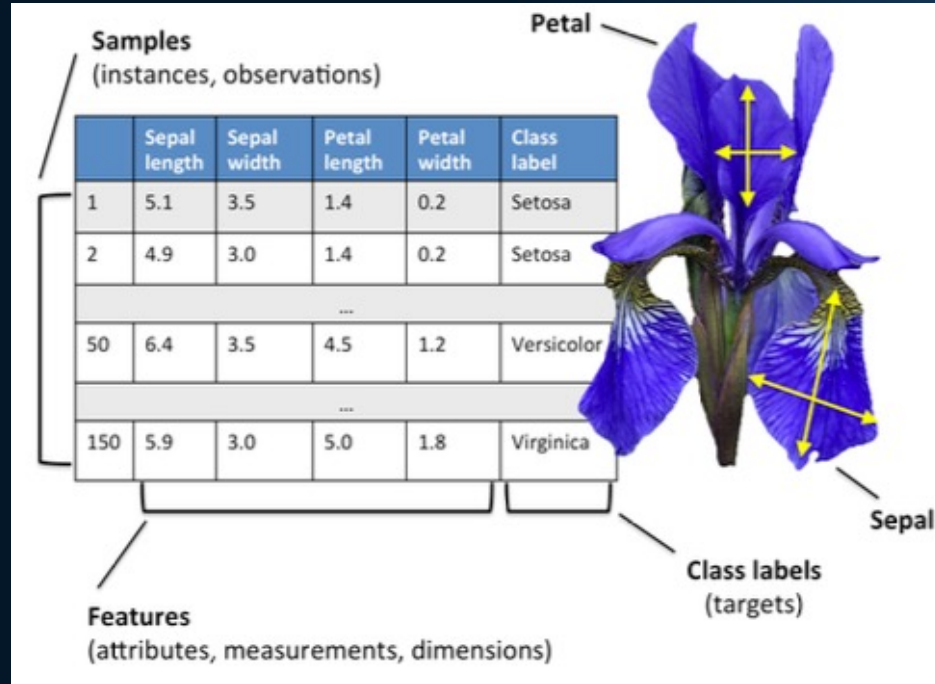 Samples
(instances, observations)
Petal
Sepal length Sepal width Petal length Petal width Class label
1 5.1 3.5 1.4 0.2 Setosa
2 4.9 3.0 1.4 0.2 Setosa
...
50 6.4 3.5 4.5 1.2 Versicolor
...
150 5.9 3.0 5.0 1.8 Virginica
Sepal
Class labels
(targets)
Features
(attributes, measurements, dimensions)